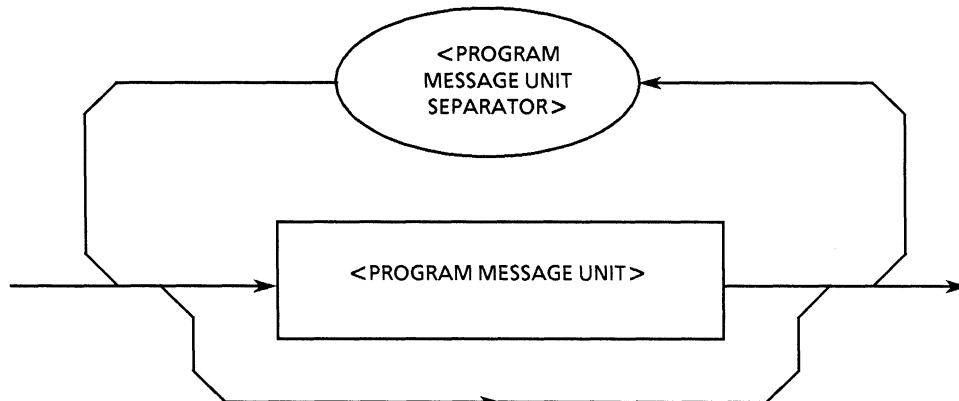 <PROGRAM
MESSAGE UNIT
SEPARATOR>
<PROGRAM MESSAGE UNIT>